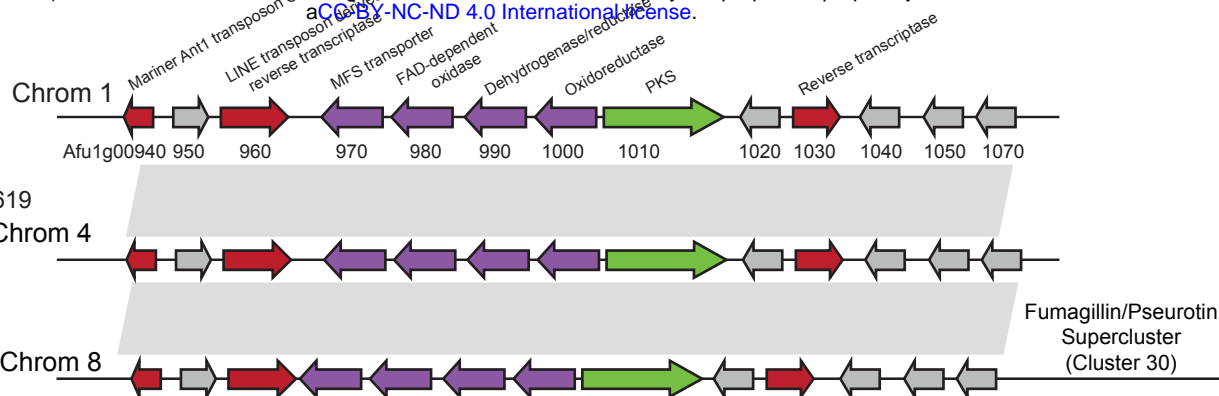 aCC-BY-NC-ND 4.0 International license.
Mariner Ant1 transposon
LINE transposon
reverse transcriptase
MFS transporter
FAD-dependent
oxidase
Dehydrogenase/reductase
Oxidoreductase
PKS
Reverse transcriptase
Chrom 1
Afu1g00940 950 960 970 980 990 1000 1010 1020 1030 1040 1050 1070
619
Chrom 4
Fumagillin/Pseurotin
Supercluster
(Cluster 30)
Chrom 8